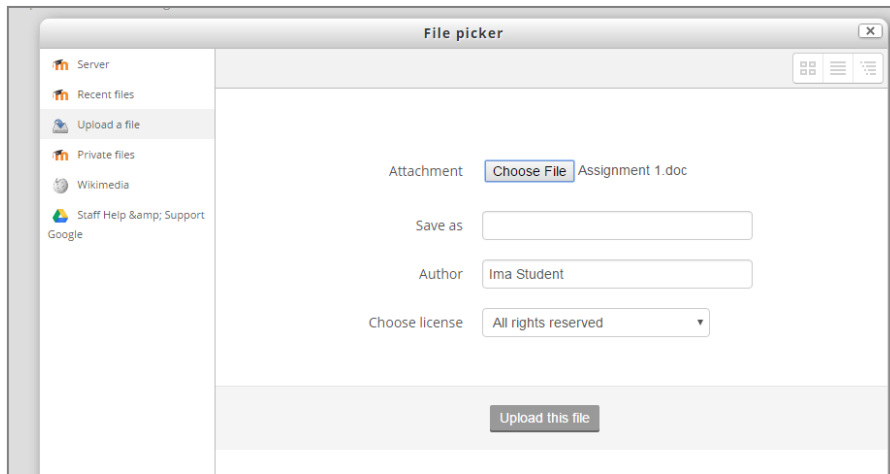 File picker
Server
Recent files
Upload a file
Private files
Wikimedia
Staff Help &amp; Support
Google
Attachment Choose File Assignment 1.doc
Save as
Author Ima Student
Choose license All rights reserved
Upload this file